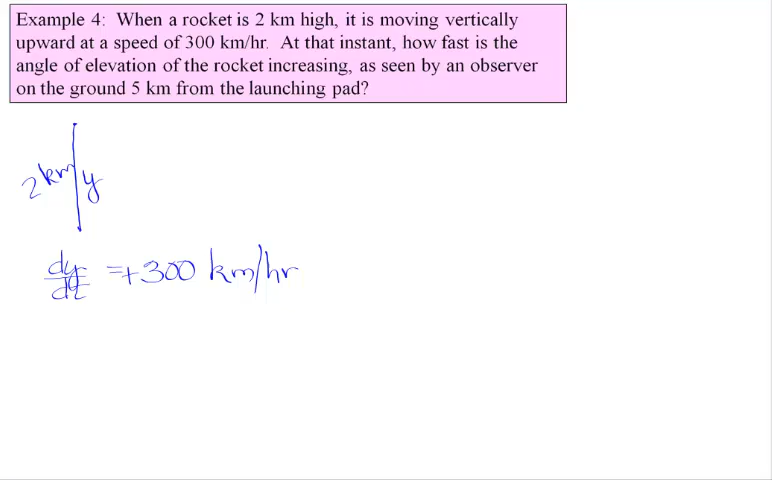 Example 4: When a rocket is 2 km high, it is moving vertically
upward at a speed of 300 km/hr. At that instant, how fast is the
angle of elevation of the rocket increasing, as seen by an observer
on the ground 5 km from the launching pad?
2 km y
dy/dt = +300 km/hr